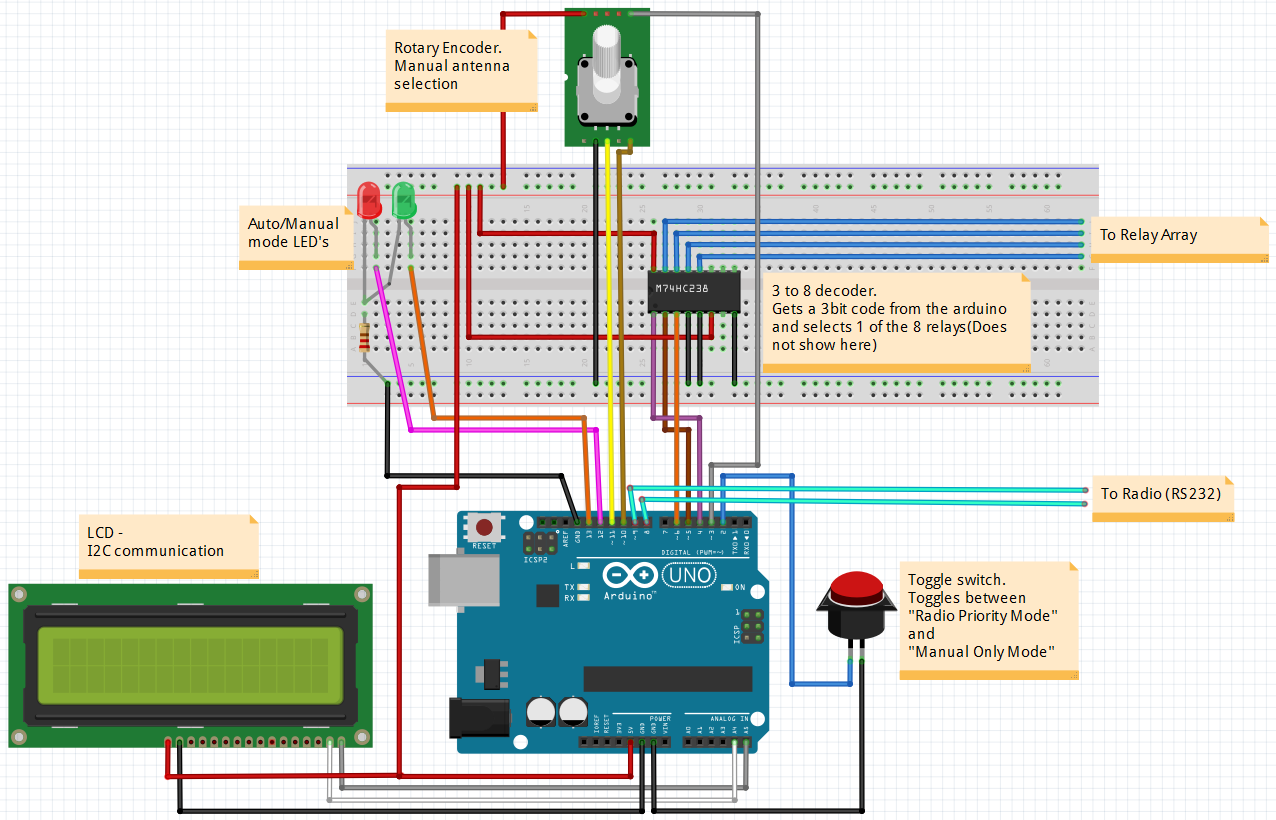 Rotary Encoder.
Manual antenna
selection
Auto/Manual
mode LED's
To Relay Array
M74HC238
3 to 8 decoder.
Gets a 3bit code from the arduino
and selects 1 of the 8 relays(Does
not show here)
To Radio (RS232)
LCD -
I2C communication
RESET
ICSP2
AREF
GND
13
12
~11
~10
~9
8
7
~6
~5
4
~3
2
TXD▶1
RXD◀0
DIGITAL (PWM=~)
L
TX
RX
Arduino™
UNO
ON
1
ICSP
Toggle switch.
Toggles between
"Radio Priority Mode"
and
"Manual Only Mode"
POWER
ANALOG IN
IOREF
RESET
3V3
5V
GND
GND
VIN
A0
A1
A2
A3
A4
A5